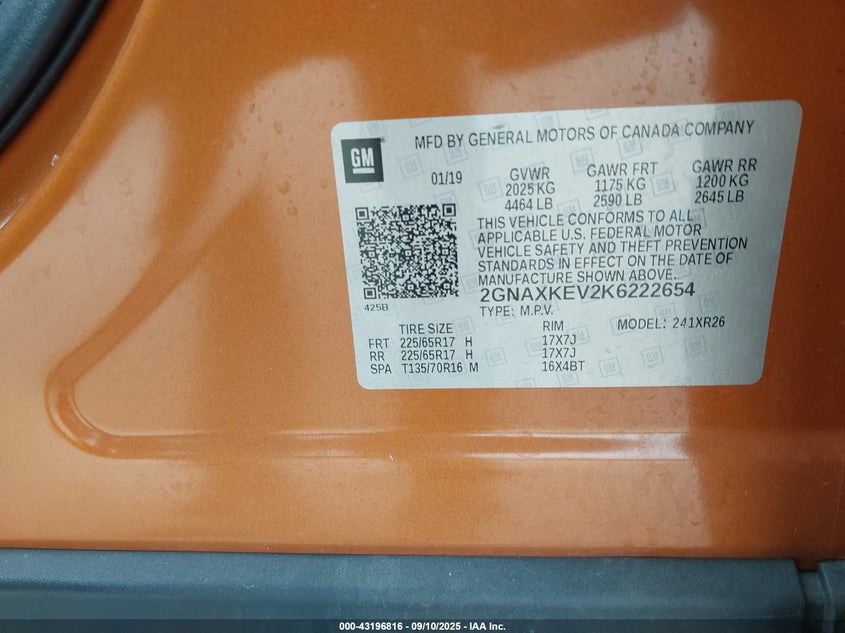 MFD BY GENERAL MOTORS OF CANADA COMPANY
GM
01/19 GVWR GAWR FRT GAWR RR
2025 KG 1175 KG 1200 KG
4464 LB 2590 LB 2645 LB
THIS VEHICLE CONFORMS TO ALL
APPLICABLE U.S. FEDERAL MOTOR
VEHICLE SAFETY AND THEFT PREVENTION
STANDARDS IN EFFECT ON THE DATE OF
MANUFACTURE SHOWN ABOVE.
425B
2GNAXKEV2K6222654
TYPE: M.P.V.
TIRE SIZE RIM MODEL: 241XR26
FRT 225/65R17 H 17X7J
RR 225/65R17 H 17X7J
SPA T135/70R16 M 16X4BT
000-43196816 - 09/10/2025 - IAA Inc.